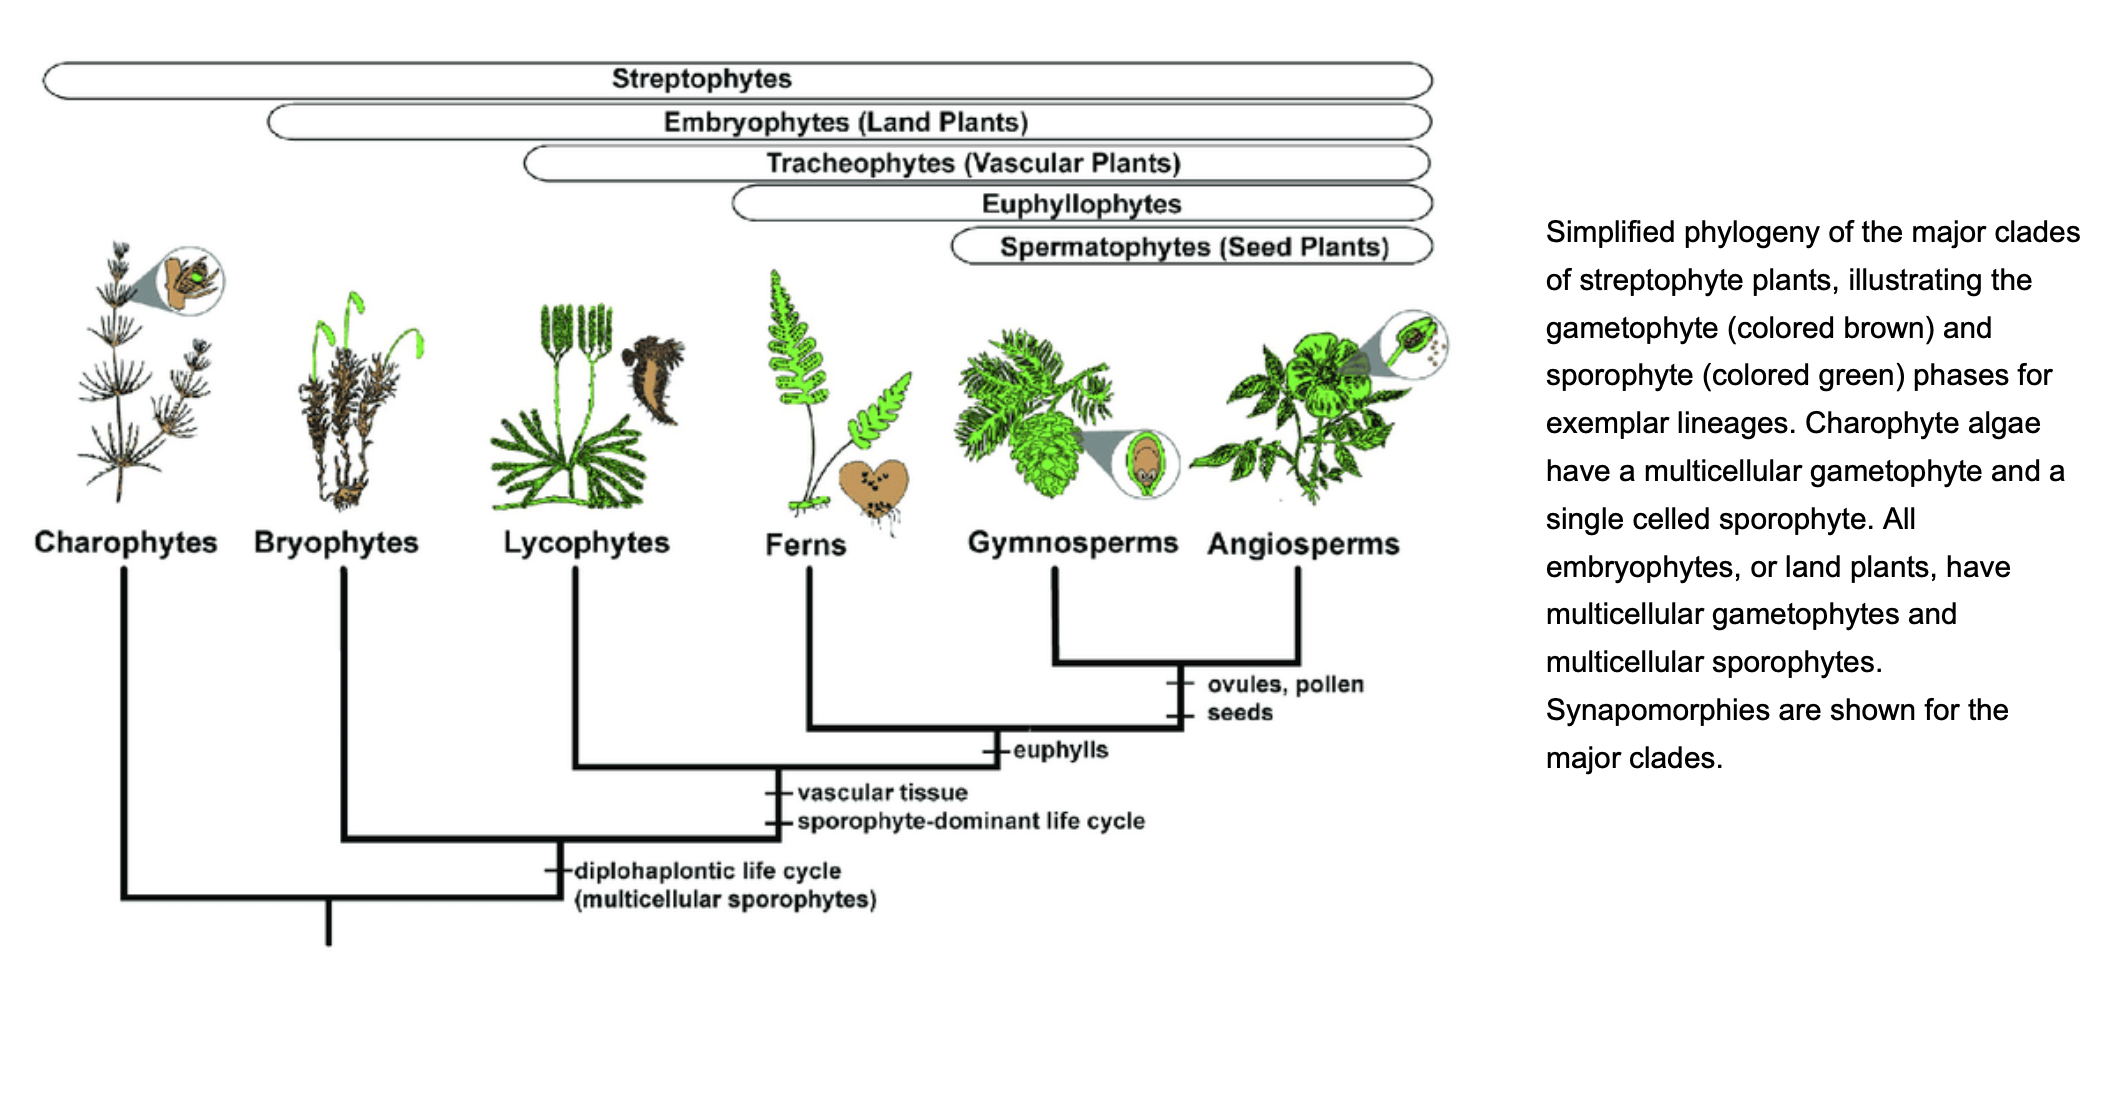 Streptophytes
Embryophytes (Land Plants)
Tracheophytes (Vascular Plants)
Euphyllophytes
Spermatophytes (Seed Plants)
Charophytes
Bryophytes
Lycophytes
Ferns
Gymnosperms
Angiosperms
ovules, pollen
seeds
euphylls
vascular tissue
sporophyte-dominant life cycle
diplohaplontic life cycle
(multicellular sporophytes)
Simplified phylogeny of the major clades
of streptophyte plants, illustrating the
gametophyte (colored brown) and
sporophyte (colored green) phases for
exemplar lineages. Charophyte algae
have a multicellular gametophyte and a
single celled sporophyte. All
embryophytes, or land plants, have
multicellular gametophytes and
multicellular sporophytes.
Synapomorphies are shown for the
major clades.